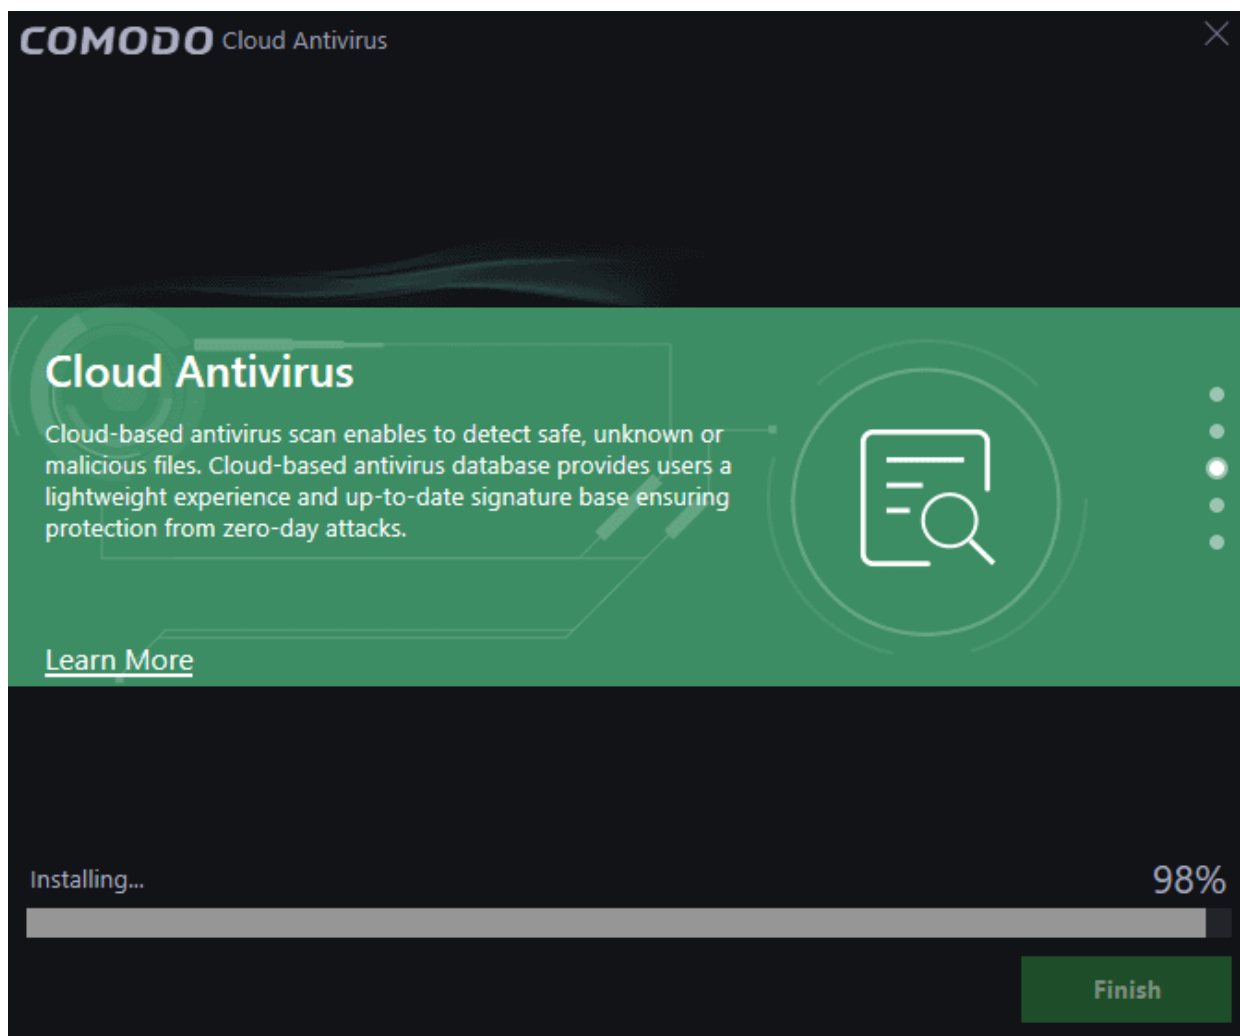 COMODO Cloud Antivirus
Cloud Antivirus
Cloud-based antivirus scan enables to detect safe, unknown or
malicious files. Cloud-based antivirus database provides users a
lightweight experience and up-to-date signature base ensuring
protection from zero-day attacks.
Learn More
Installing...
98%
Finish